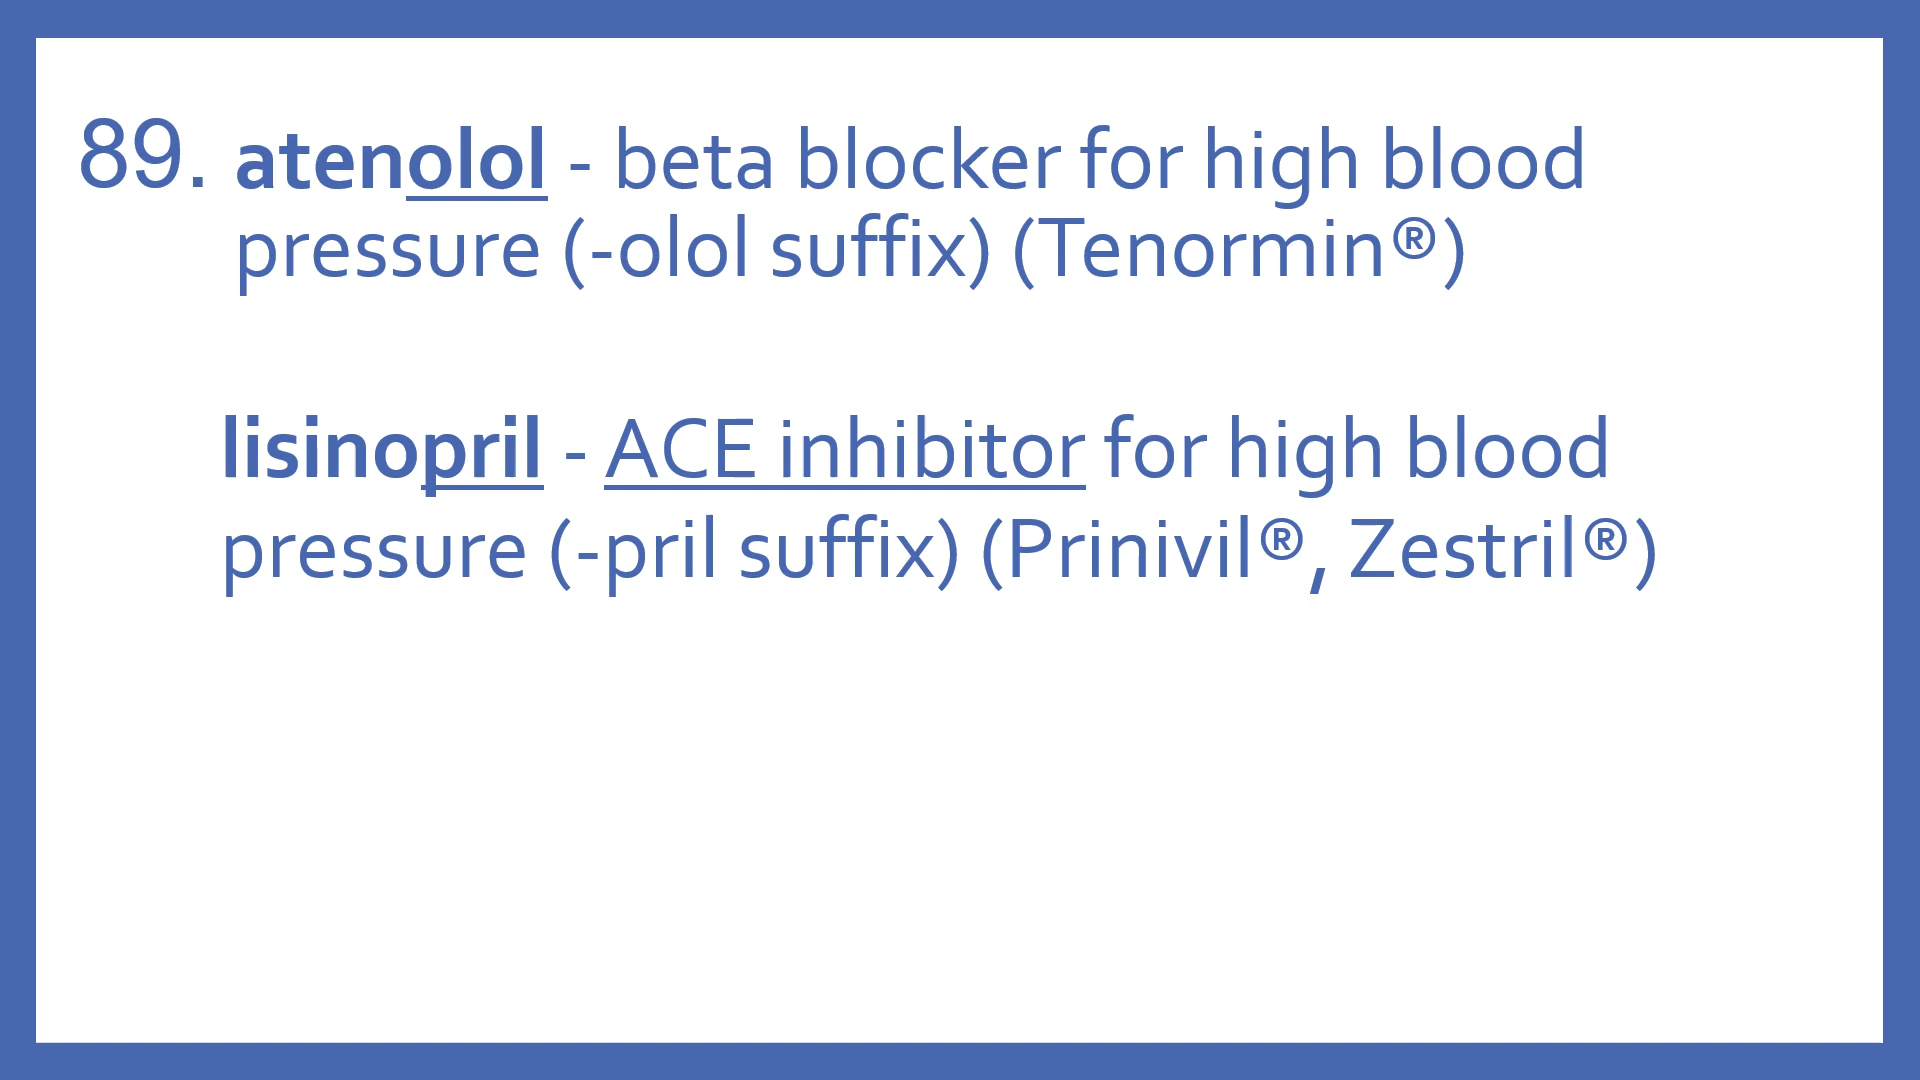 89. atenolol - beta blocker for high blood
pressure (-olol suffix) (Tenormin®)
lisinopril - ACE inhibitor for high blood
pressure (-pril suffix) (Prinivil®, Zestril®)